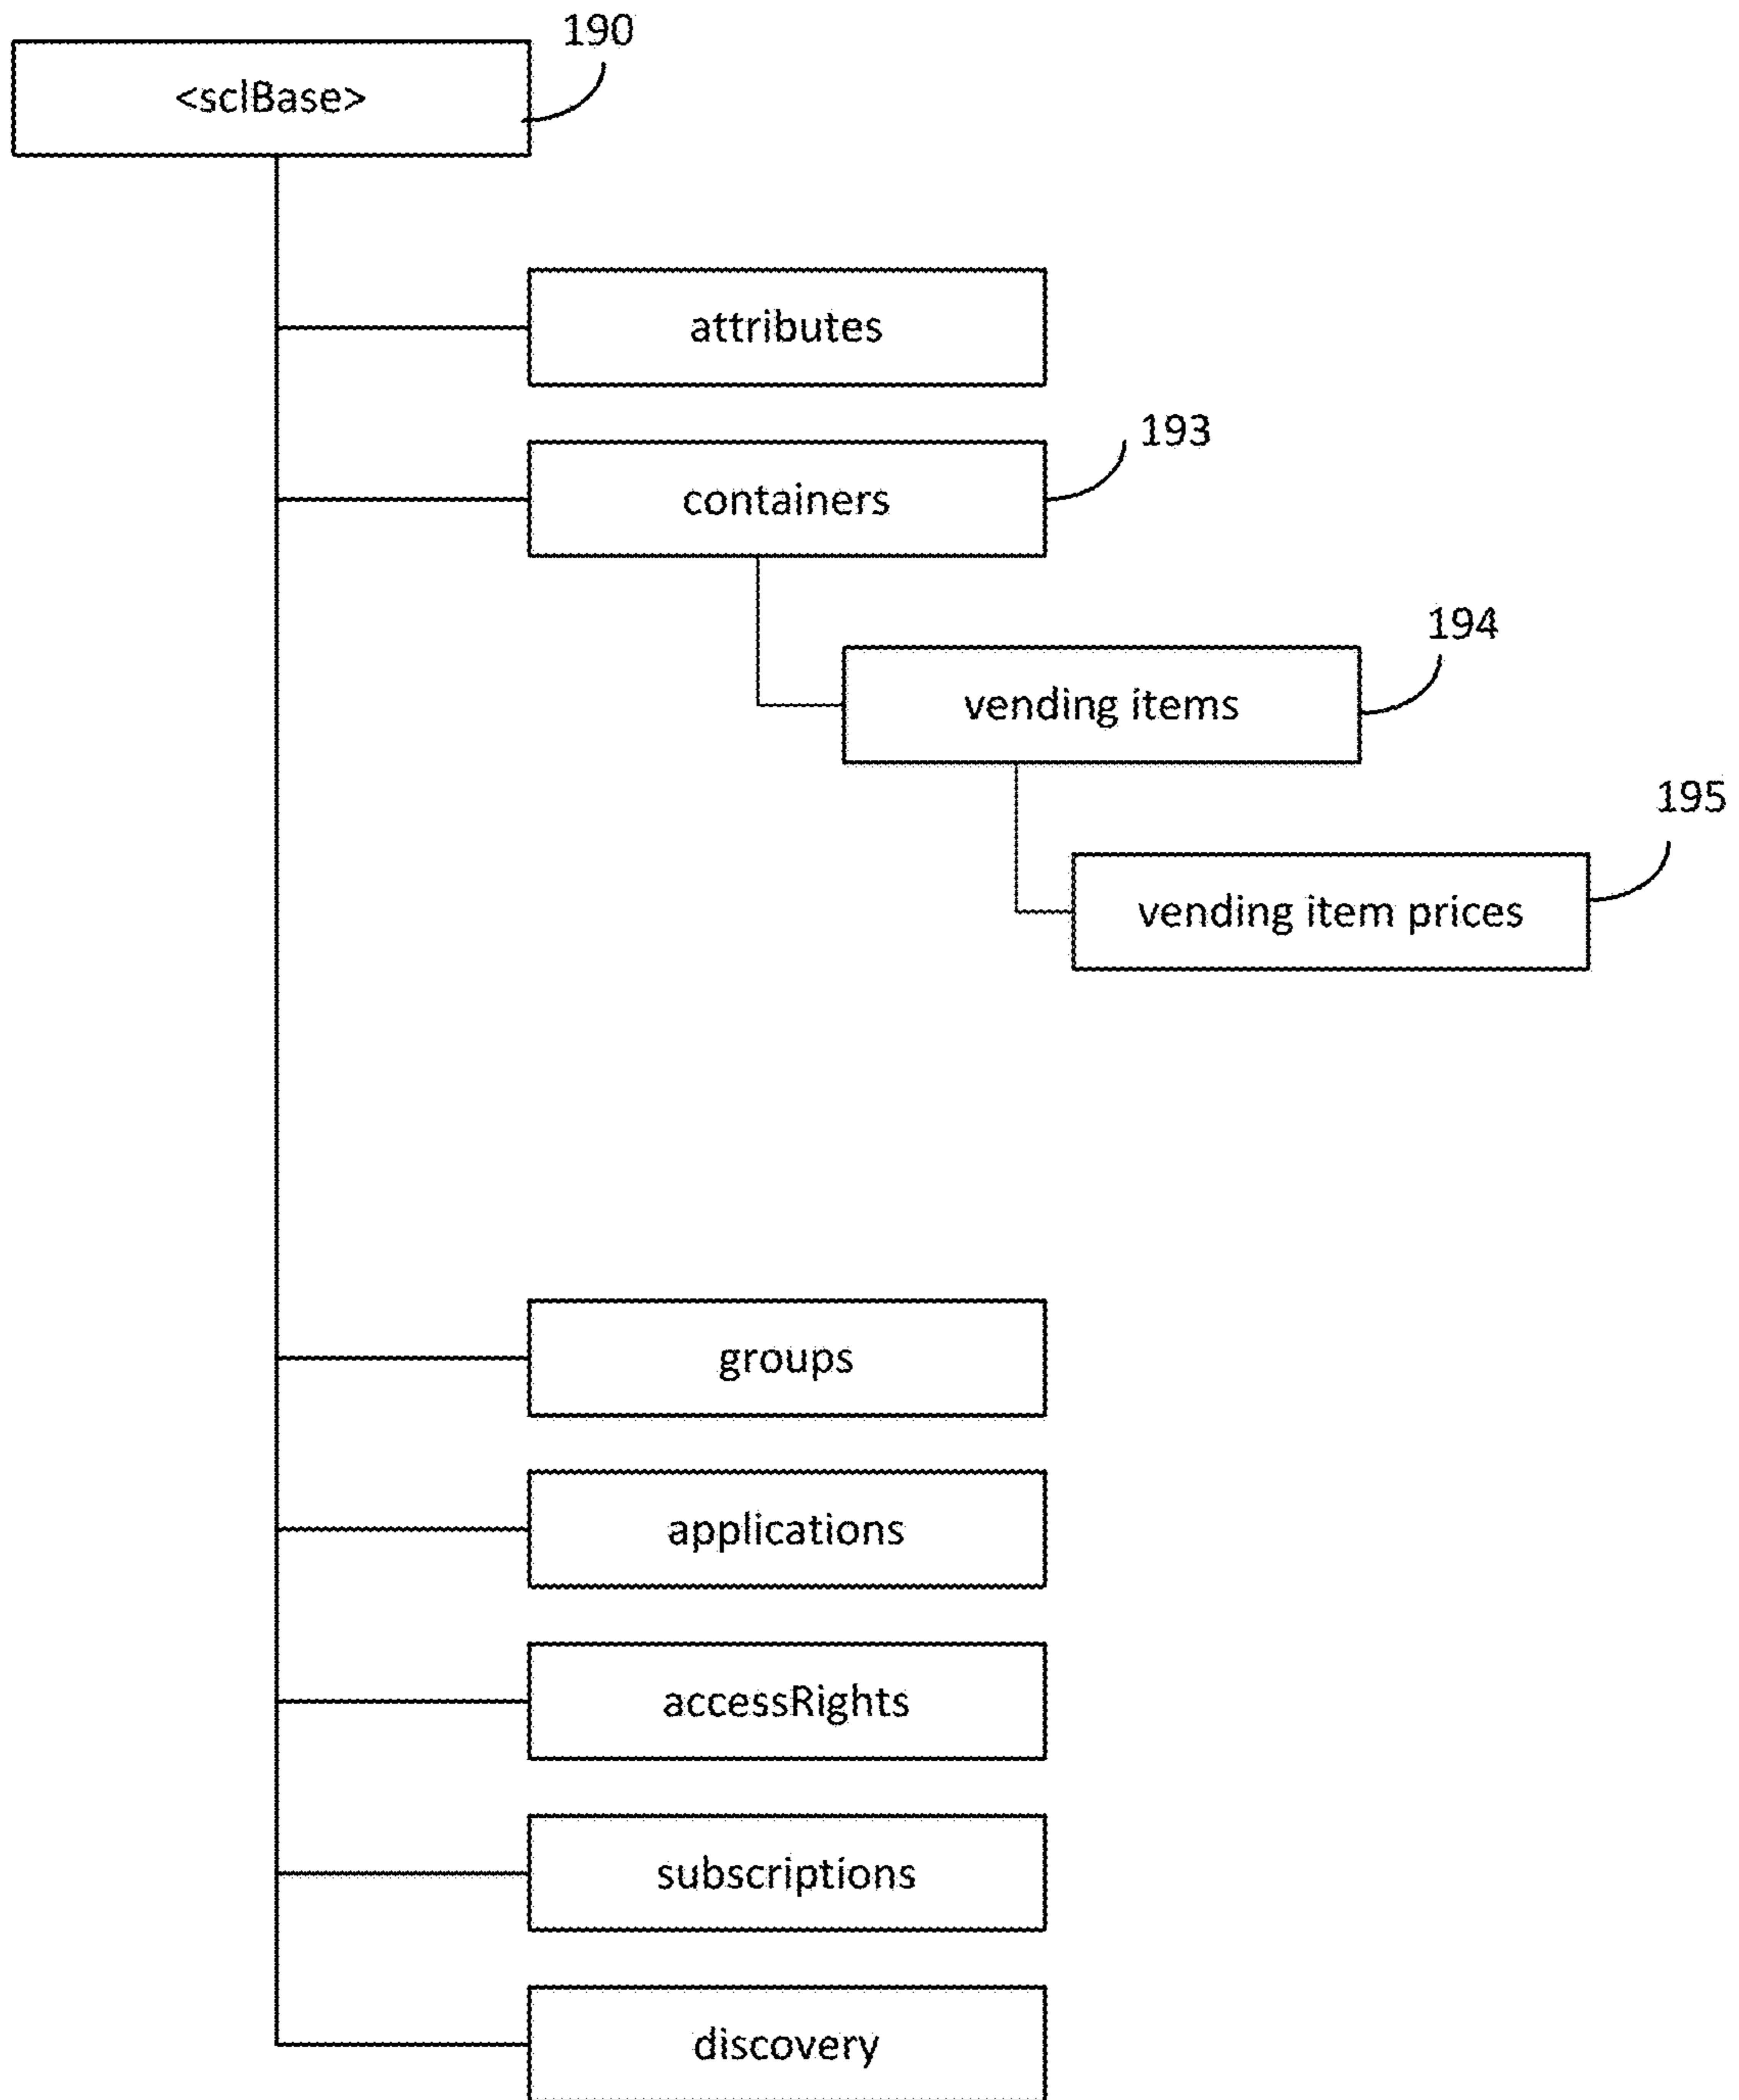 190
<sclBase>
attributes
193
containers
194
vending items
195
vending item prices
groups
applications
accessRights
subscriptions
discovery